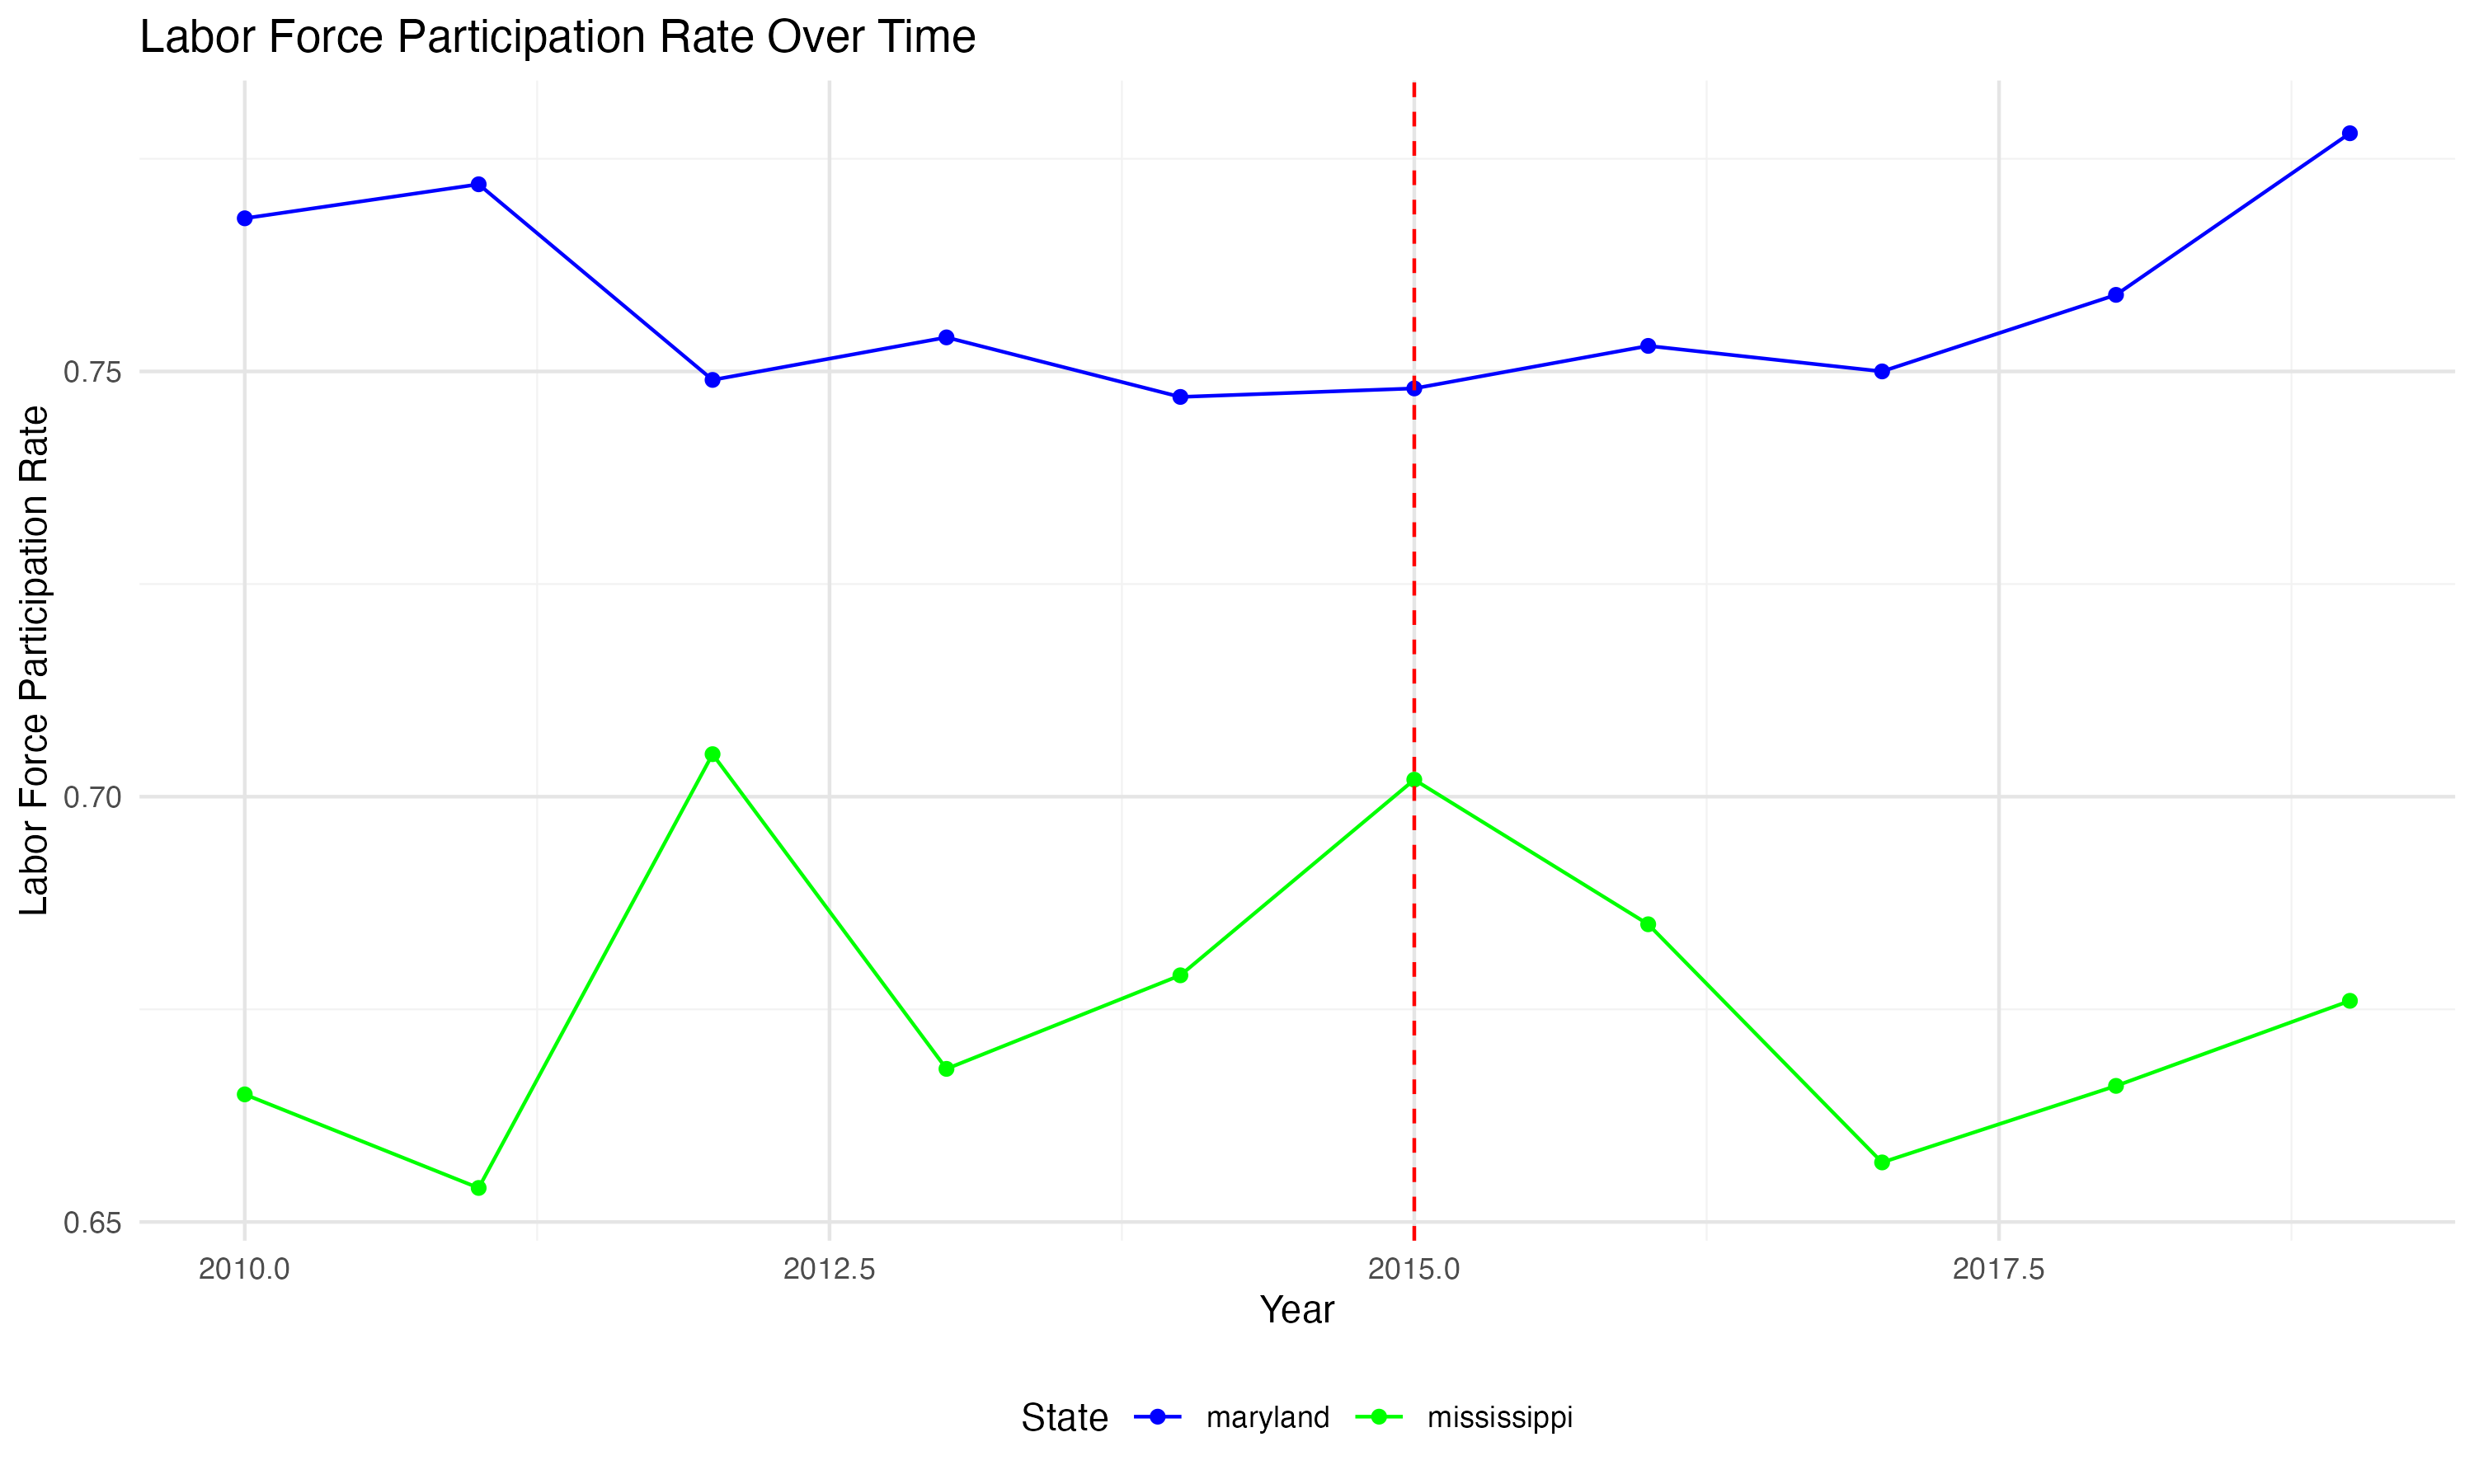 Labor Force Participation Rate Over Time
Labor Force Participation Rate
0.75
0.70
0.65
2010.0 2012.5 2015.0 2017.5
Year
State maryland mississippi